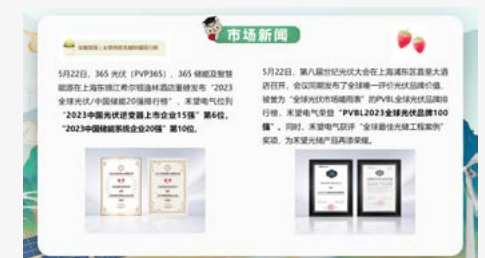 市场新闻
5月22日，365 光伏（PVP365）、365 储能及智慧
能源在上海东锦江希尔顿逸林酒店重磅发布“2023
全球光伏/中国储能20强排行榜”，禾望电气位列
“2023中国光伏逆变器上市企业15强”第6位，
“2023中国储能系统企业20强”第10位。
5月22日，第八届世纪光伏大会在上海浦东区嘉里大酒
店召开，会议同期发布了全球唯一评价光伏品牌价值，
被誉为“全球光伏市场晴雨表”的PVBL全球光伏品牌排
行榜，禾望电气荣登“PVBL2023全球光伏品牌100
强”。同时，禾望电气获评“全球最佳光储工程案例”
奖项，为禾望光储产品再添荣耀。